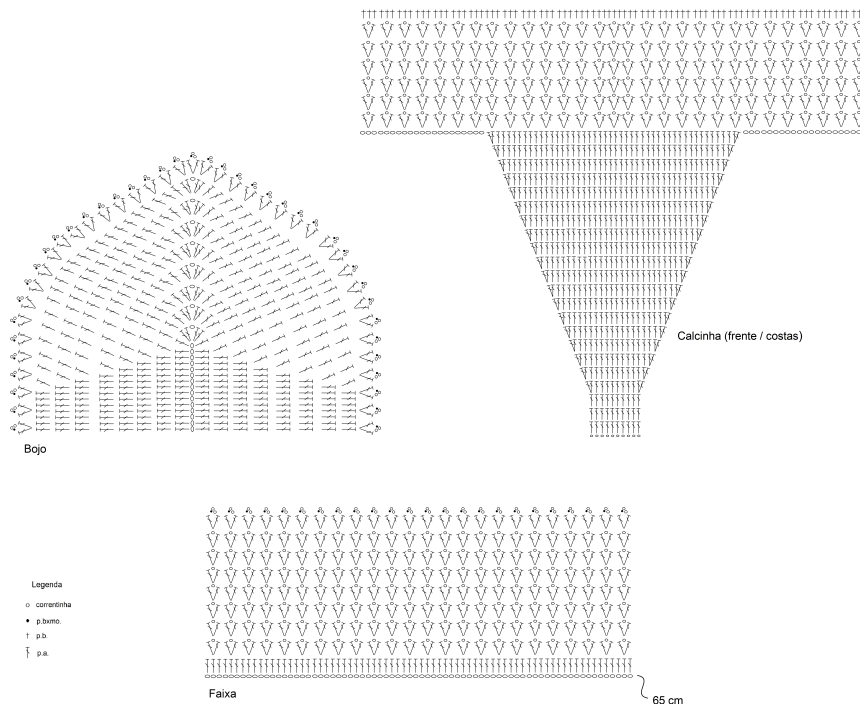 Calcinha (frente / costas)
Bojo
Legenda
correntinha
p.bxmo.
p.b.
p.a.
Faixa
65 cm